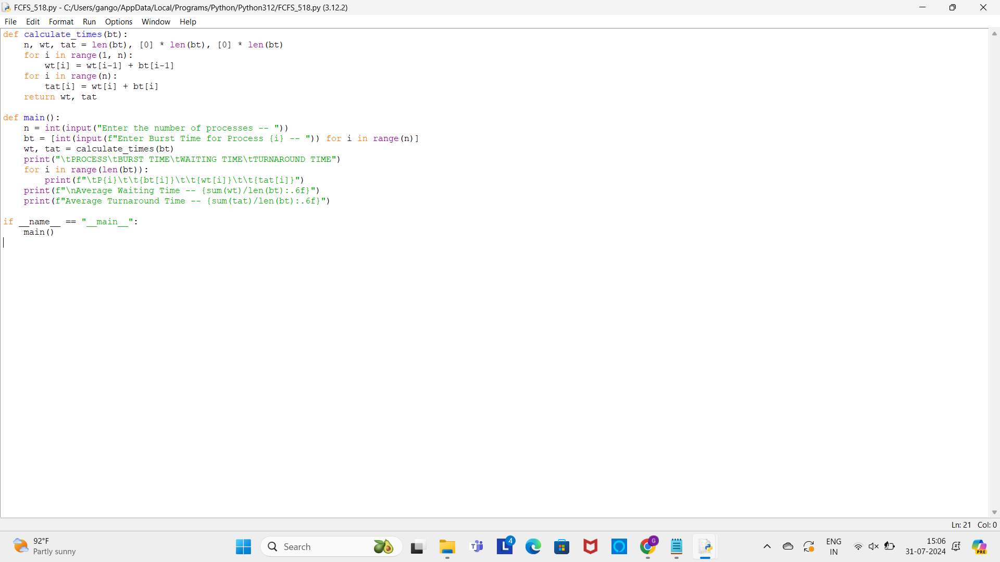 FCFS_518.py - C:/Users/gango/AppData/Local/Programs/Python/Python312/FCFS_518.py (3.12.2)
File Edit Format Run Options Window Help
def calculate_times(bt):
    n, wt, tat = len(bt), [0] * len(bt), [0] * len(bt)
    for i in range(1, n):
        wt[i] = wt[i-1] + bt[i-1]
    for i in range(n):
        tat[i] = wt[i] + bt[i]
    return wt, tat
def main():
    n = int(input("Enter the number of processes -- "))
    bt = [int(input(f"Enter Burst Time for Process {i} -- ")) for i in range(n)]
    wt, tat = calculate_times(bt)
    print("\tPROCESS\tBURST TIME\tWAITING TIME\tTURNAROUND TIME")
    for i in range(len(bt)):
        print(f"\tP{i}\t\t{bt[i]}\t\t{wt[i]}\t\t{tat[i]}")
    print(f"\nAverage Waiting Time -- {sum(wt)/len(bt):.6f}")
    print(f"Average Turnaround Time -- {sum(tat)/len(bt):.6f}")
if __name__ == "__main__":
    main()
Ln: 21 Col: 0
92°F
Partly sunny
Search
L 4
G
ENG
IN
15:06
31-07-2024
PRE